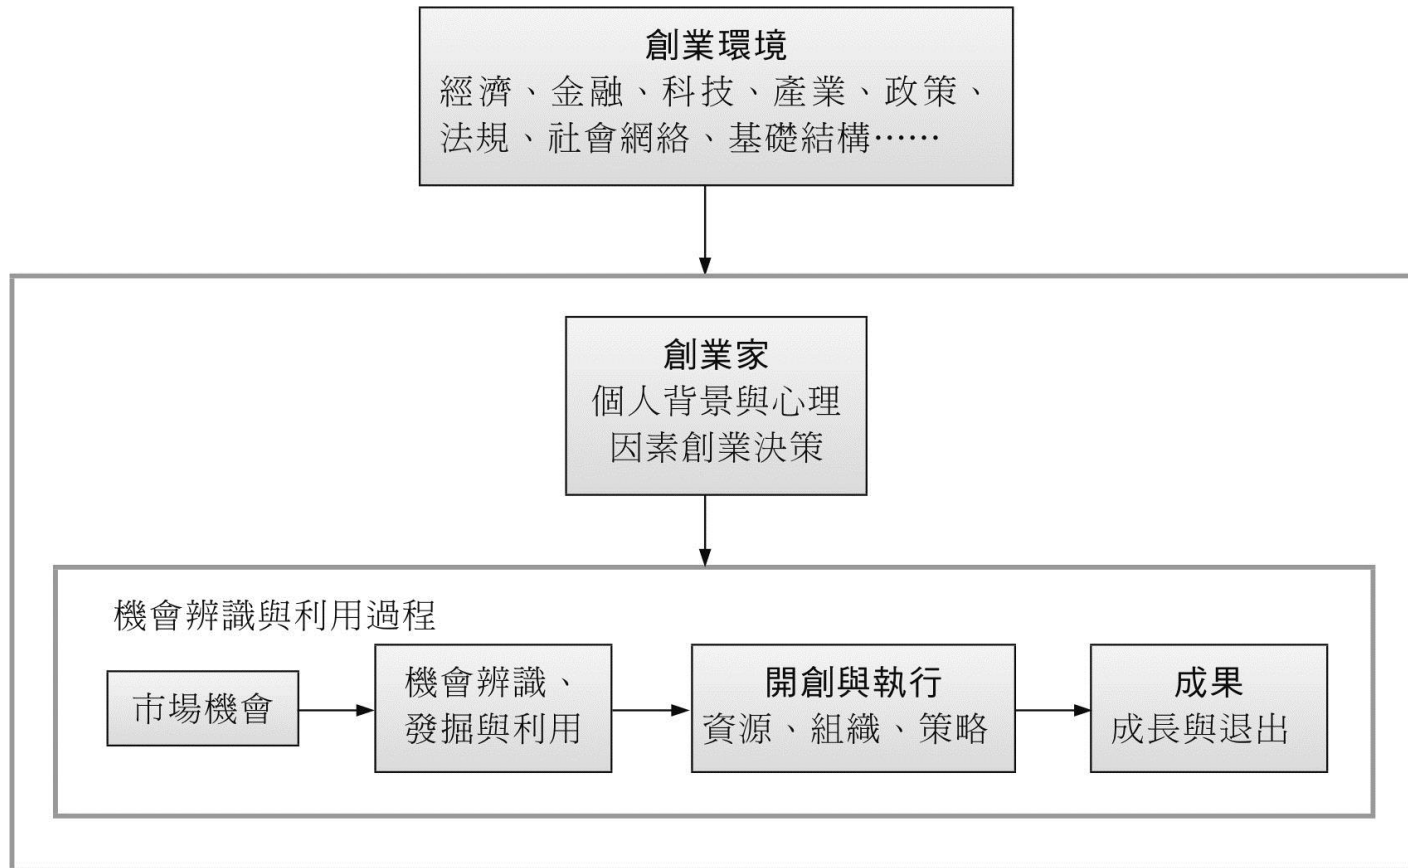 創業環境
經濟、金融、科技、產業、政策、
法規、社會網絡、基礎結構……
創業家
個人背景與心理
因素創業決策
機會辨識與利用過程
市場機會
機會辨識、
發掘與利用
開創與執行
資源、組織、策略
成果
成長與退出